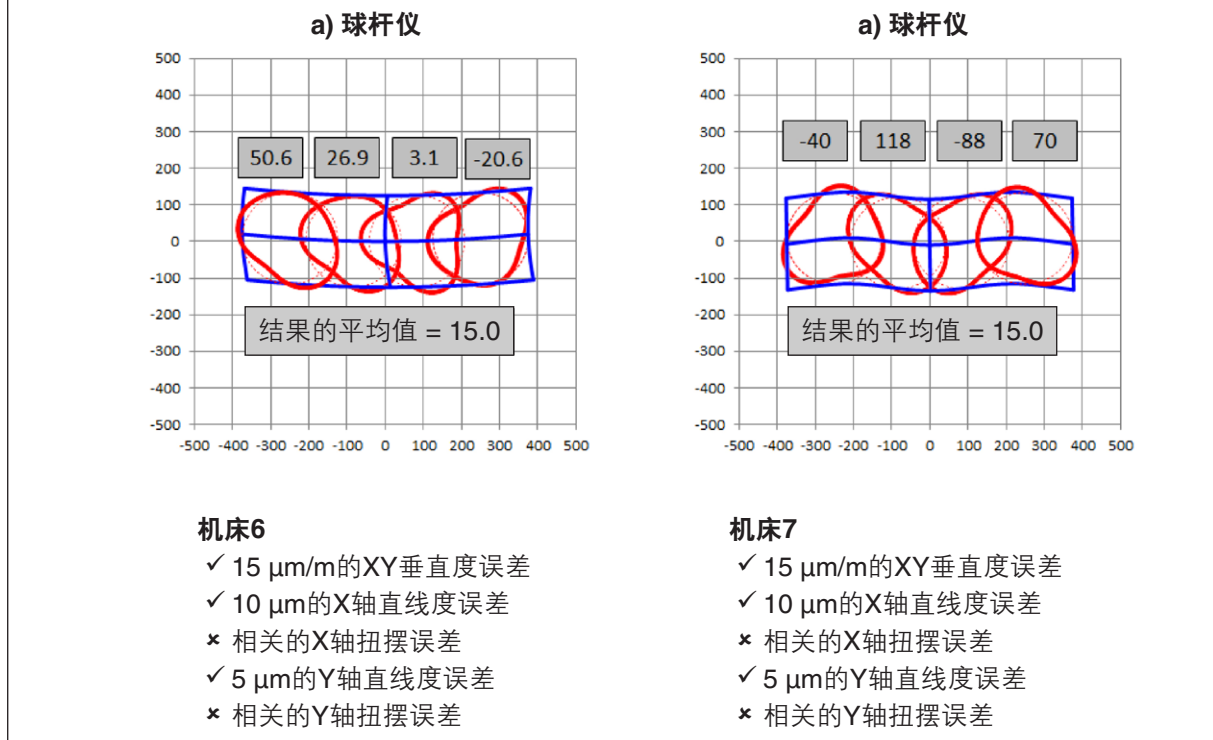 a) 球杆仪
500
400
300
200
100
0
-100
-200
-300
-400
-500
-500 -400 -300 -200 -100 0 100 200 300 400 500
50.6 26.9 3.1 -20.6
结果的平均值 = 15.0
机床6
✓ 15 μm/m的XY垂直度误差
✓ 10 μm的X轴直线度误差
× 相关的X轴扭摆误差
✓ 5 μm的Y轴直线度误差
× 相关的Y轴扭摆误差
a) 球杆仪
500
400
300
200
100
0
-100
-200
-300
-400
-500
-500 -400 -300 -200 -100 0 100 200 300 400 500
-40 118 -88 70
结果的平均值 = 15.0
机床7
✓ 15 μm/m的XY垂直度误差
✓ 10 μm的X轴直线度误差
× 相关的X轴扭摆误差
✓ 5 μm的Y轴直线度误差
× 相关的Y轴扭摆误差